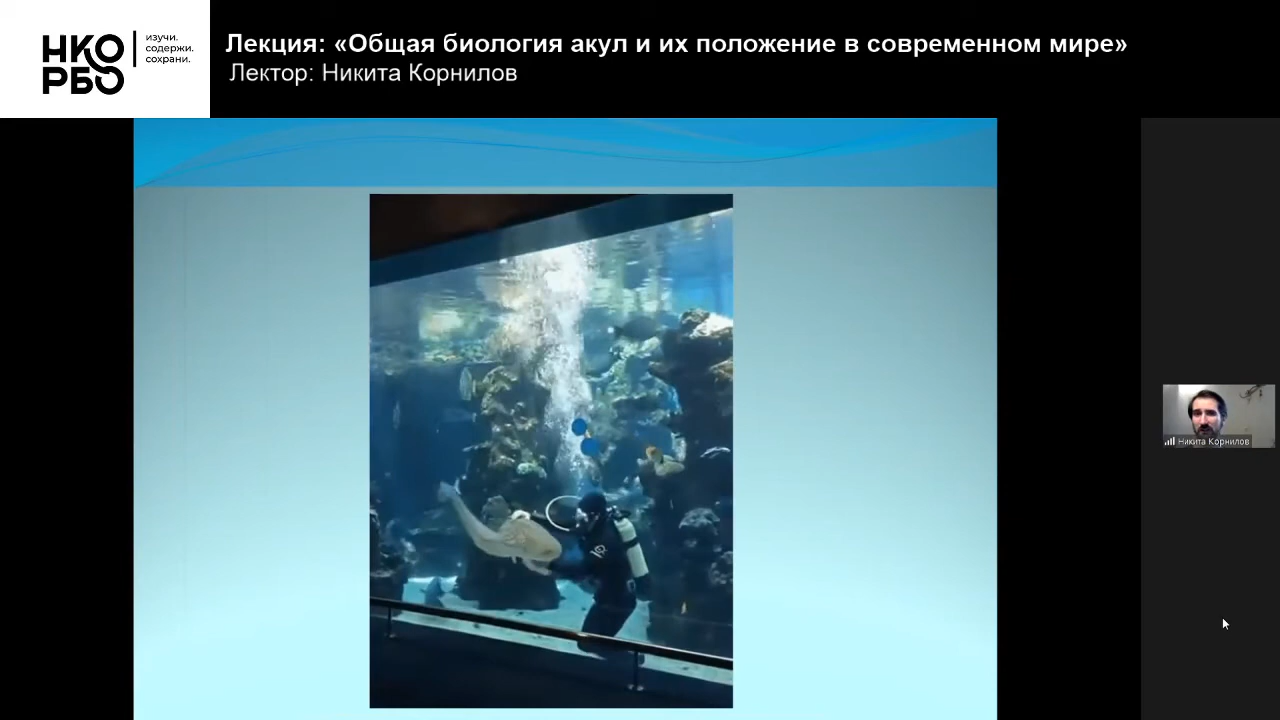 НКО
РБО
изучи.
содержи.
сохрани.
Лекция: «Общая биология акул и их положение в современном мире»
Лектор: Никита Корнилов
Никита Корнилов